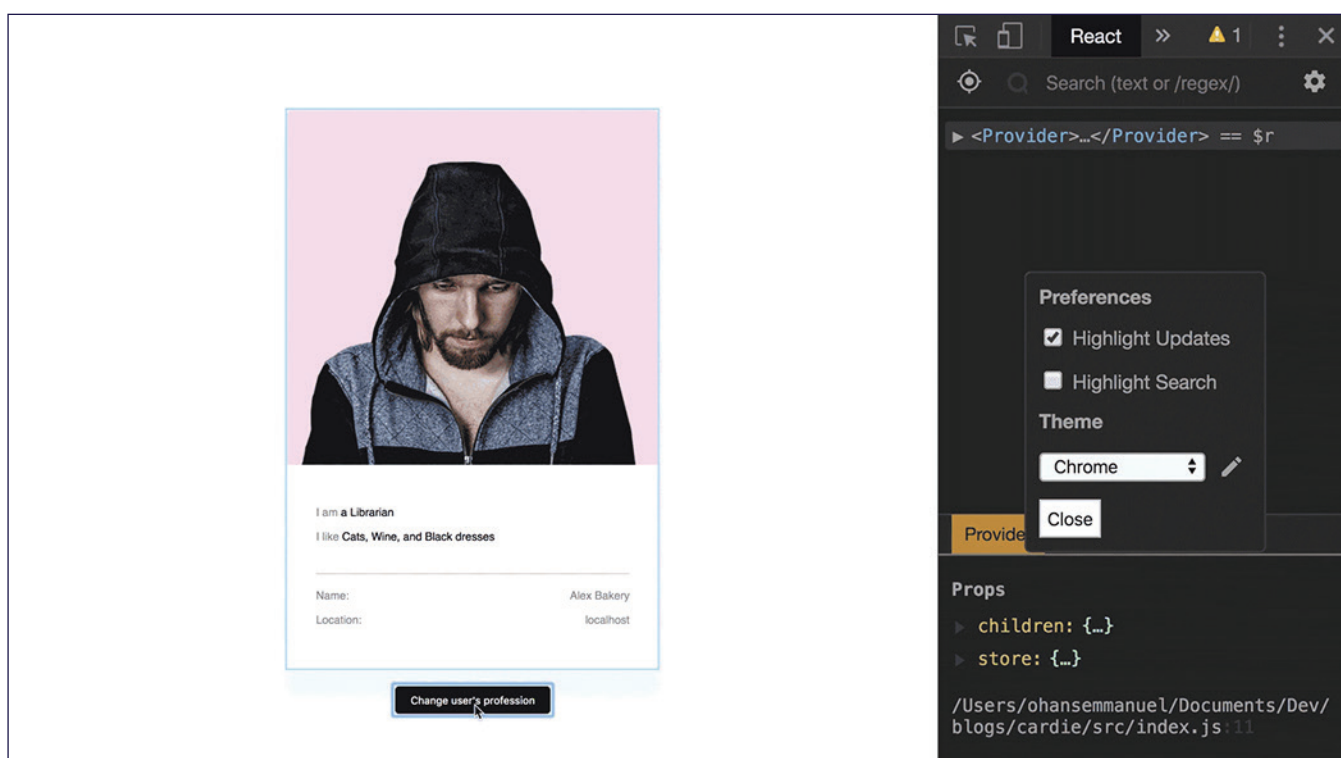 React » 1
Search (text or /regex/)
▶ <Provider>…</Provider> == $r
Preferences
Highlight Updates
Highlight Search
Theme
Chrome
Close
I am a Librarian
I like Cats, Wine, and Black dresses
Name: Alex Bakery
Location: localhost
Change user's profession
Provide
Props
children: {…}
store: {…}
/Users/ohansemmanuel/Documents/Dev/
blogs/cardie/src/index.js:11